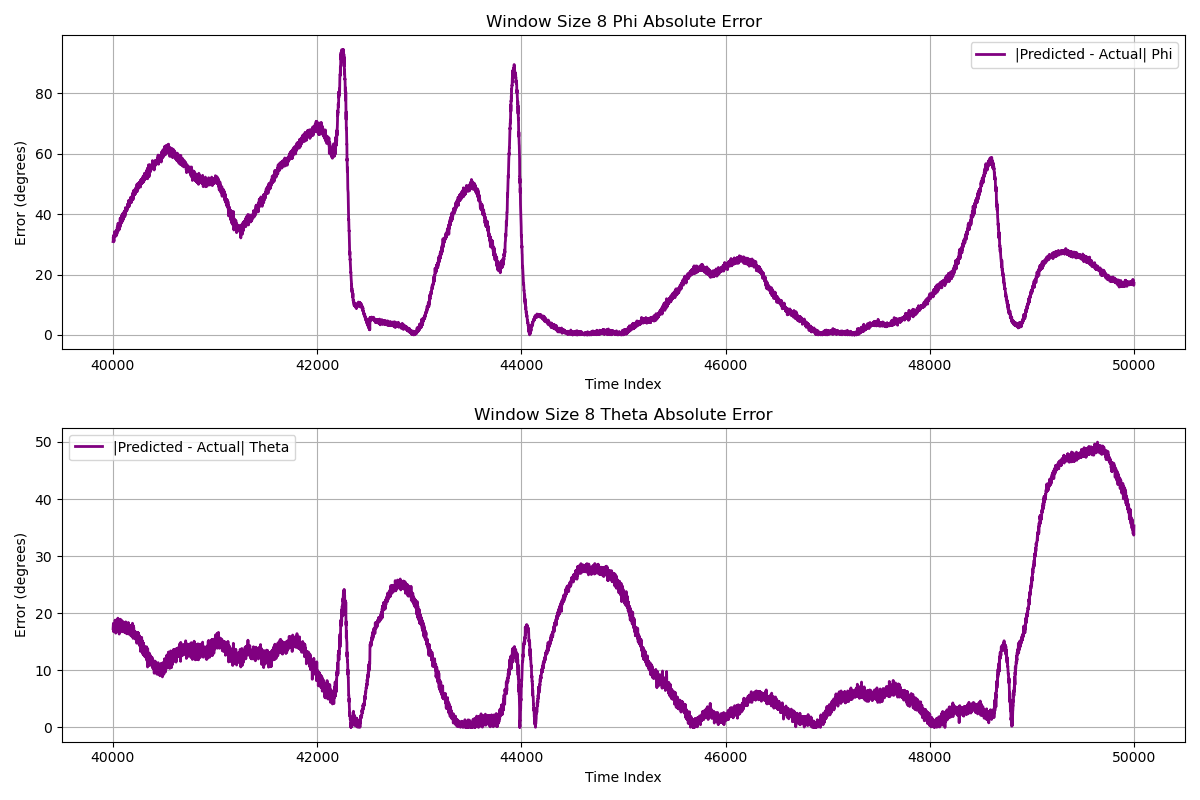 Window Size 8 Phi Absolute Error
|Predicted - Actual| Phi
Error (degrees)
80
60
40
20
0
40000 42000 44000 46000 48000 50000
Time Index
Window Size 8 Theta Absolute Error
|Predicted - Actual| Theta
Error (degrees)
50
40
30
20
10
0
40000 42000 44000 46000 48000 50000
Time Index